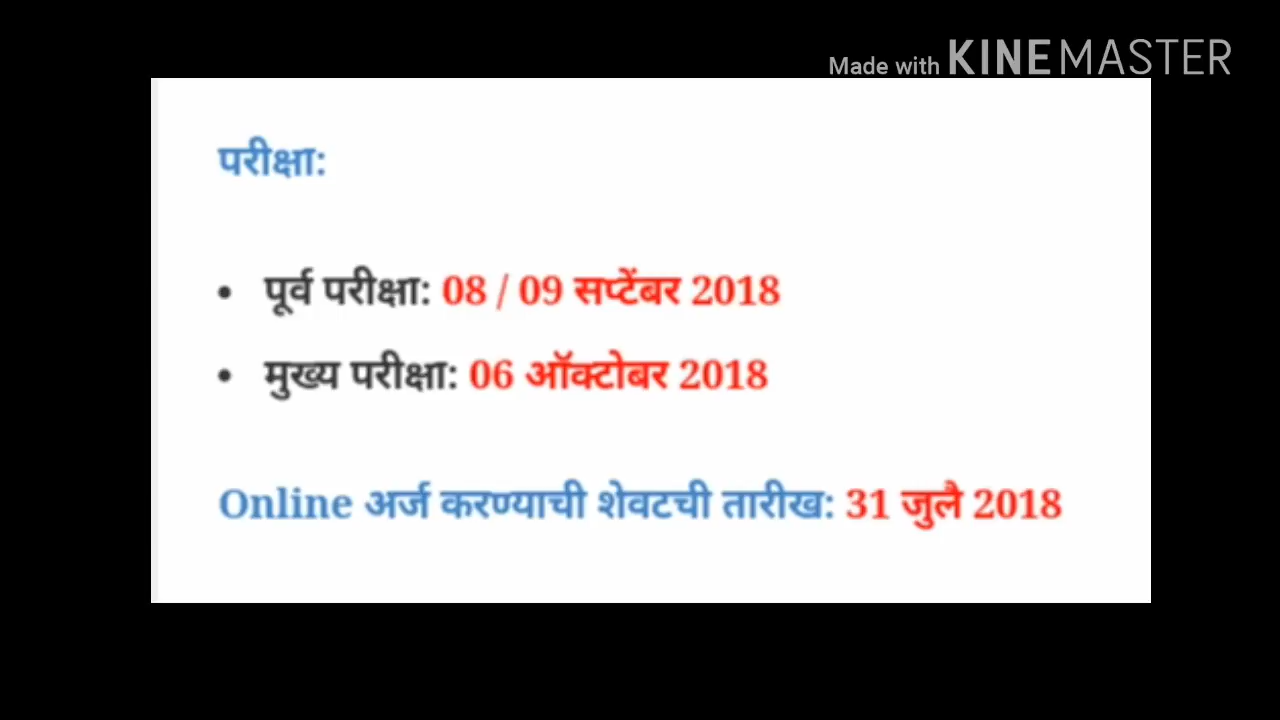 Made with KINEMASTER
परीक्षा:
• पूर्व परीक्षा: 08 / 09 सप्टेंबर 2018
• मुख्य परीक्षा: 06 ऑक्टोबर 2018
Online अर्ज करण्याची शेवटची तारीख: 31 जुलै 2018